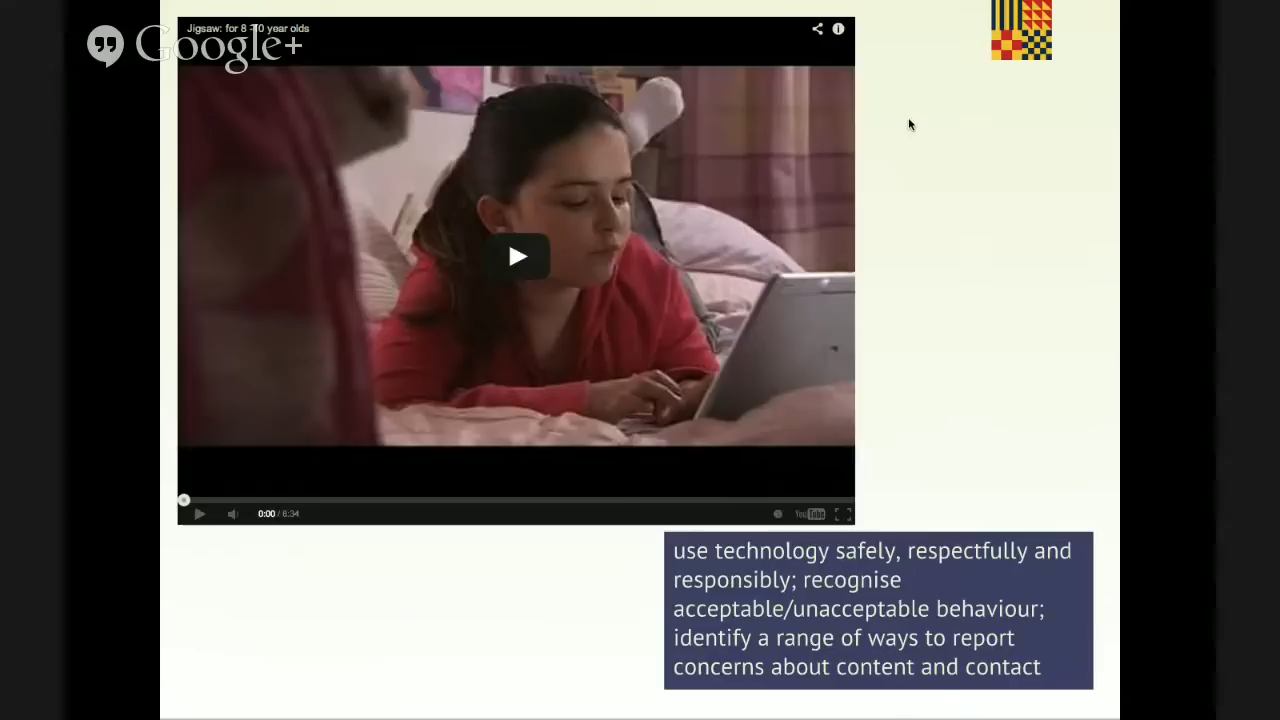 Jigsaw: for 8 -10 year olds
Google+
0:00 / 6:34
YouTube
use technology safely, respectfully and
responsibly; recognise
acceptable/unacceptable behaviour;
identify a range of ways to report
concerns about content and contact